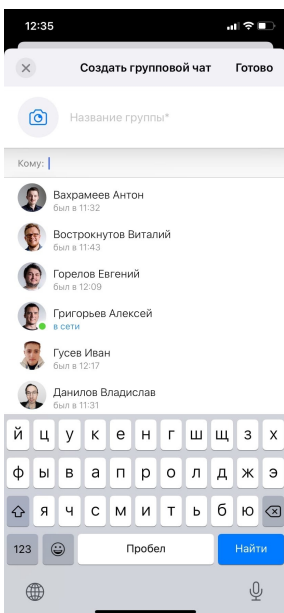 12:35
Создать групповой чат
Готово
Название группы*
Кому:
Вахрамеев Антон
был в 11:32
Вострокнутов Виталий
был в 11:43
Горелов Евгений
был в 12:09
Григорьев Алексей
в сети
Гусев Иван
был в 12:17
Данилов Владислав
был в 11:31
й ц у к е н г ш щ з х
ф ы в а п р о л д ж э
я ч с м и т ь б ю
123 Пробел Найти